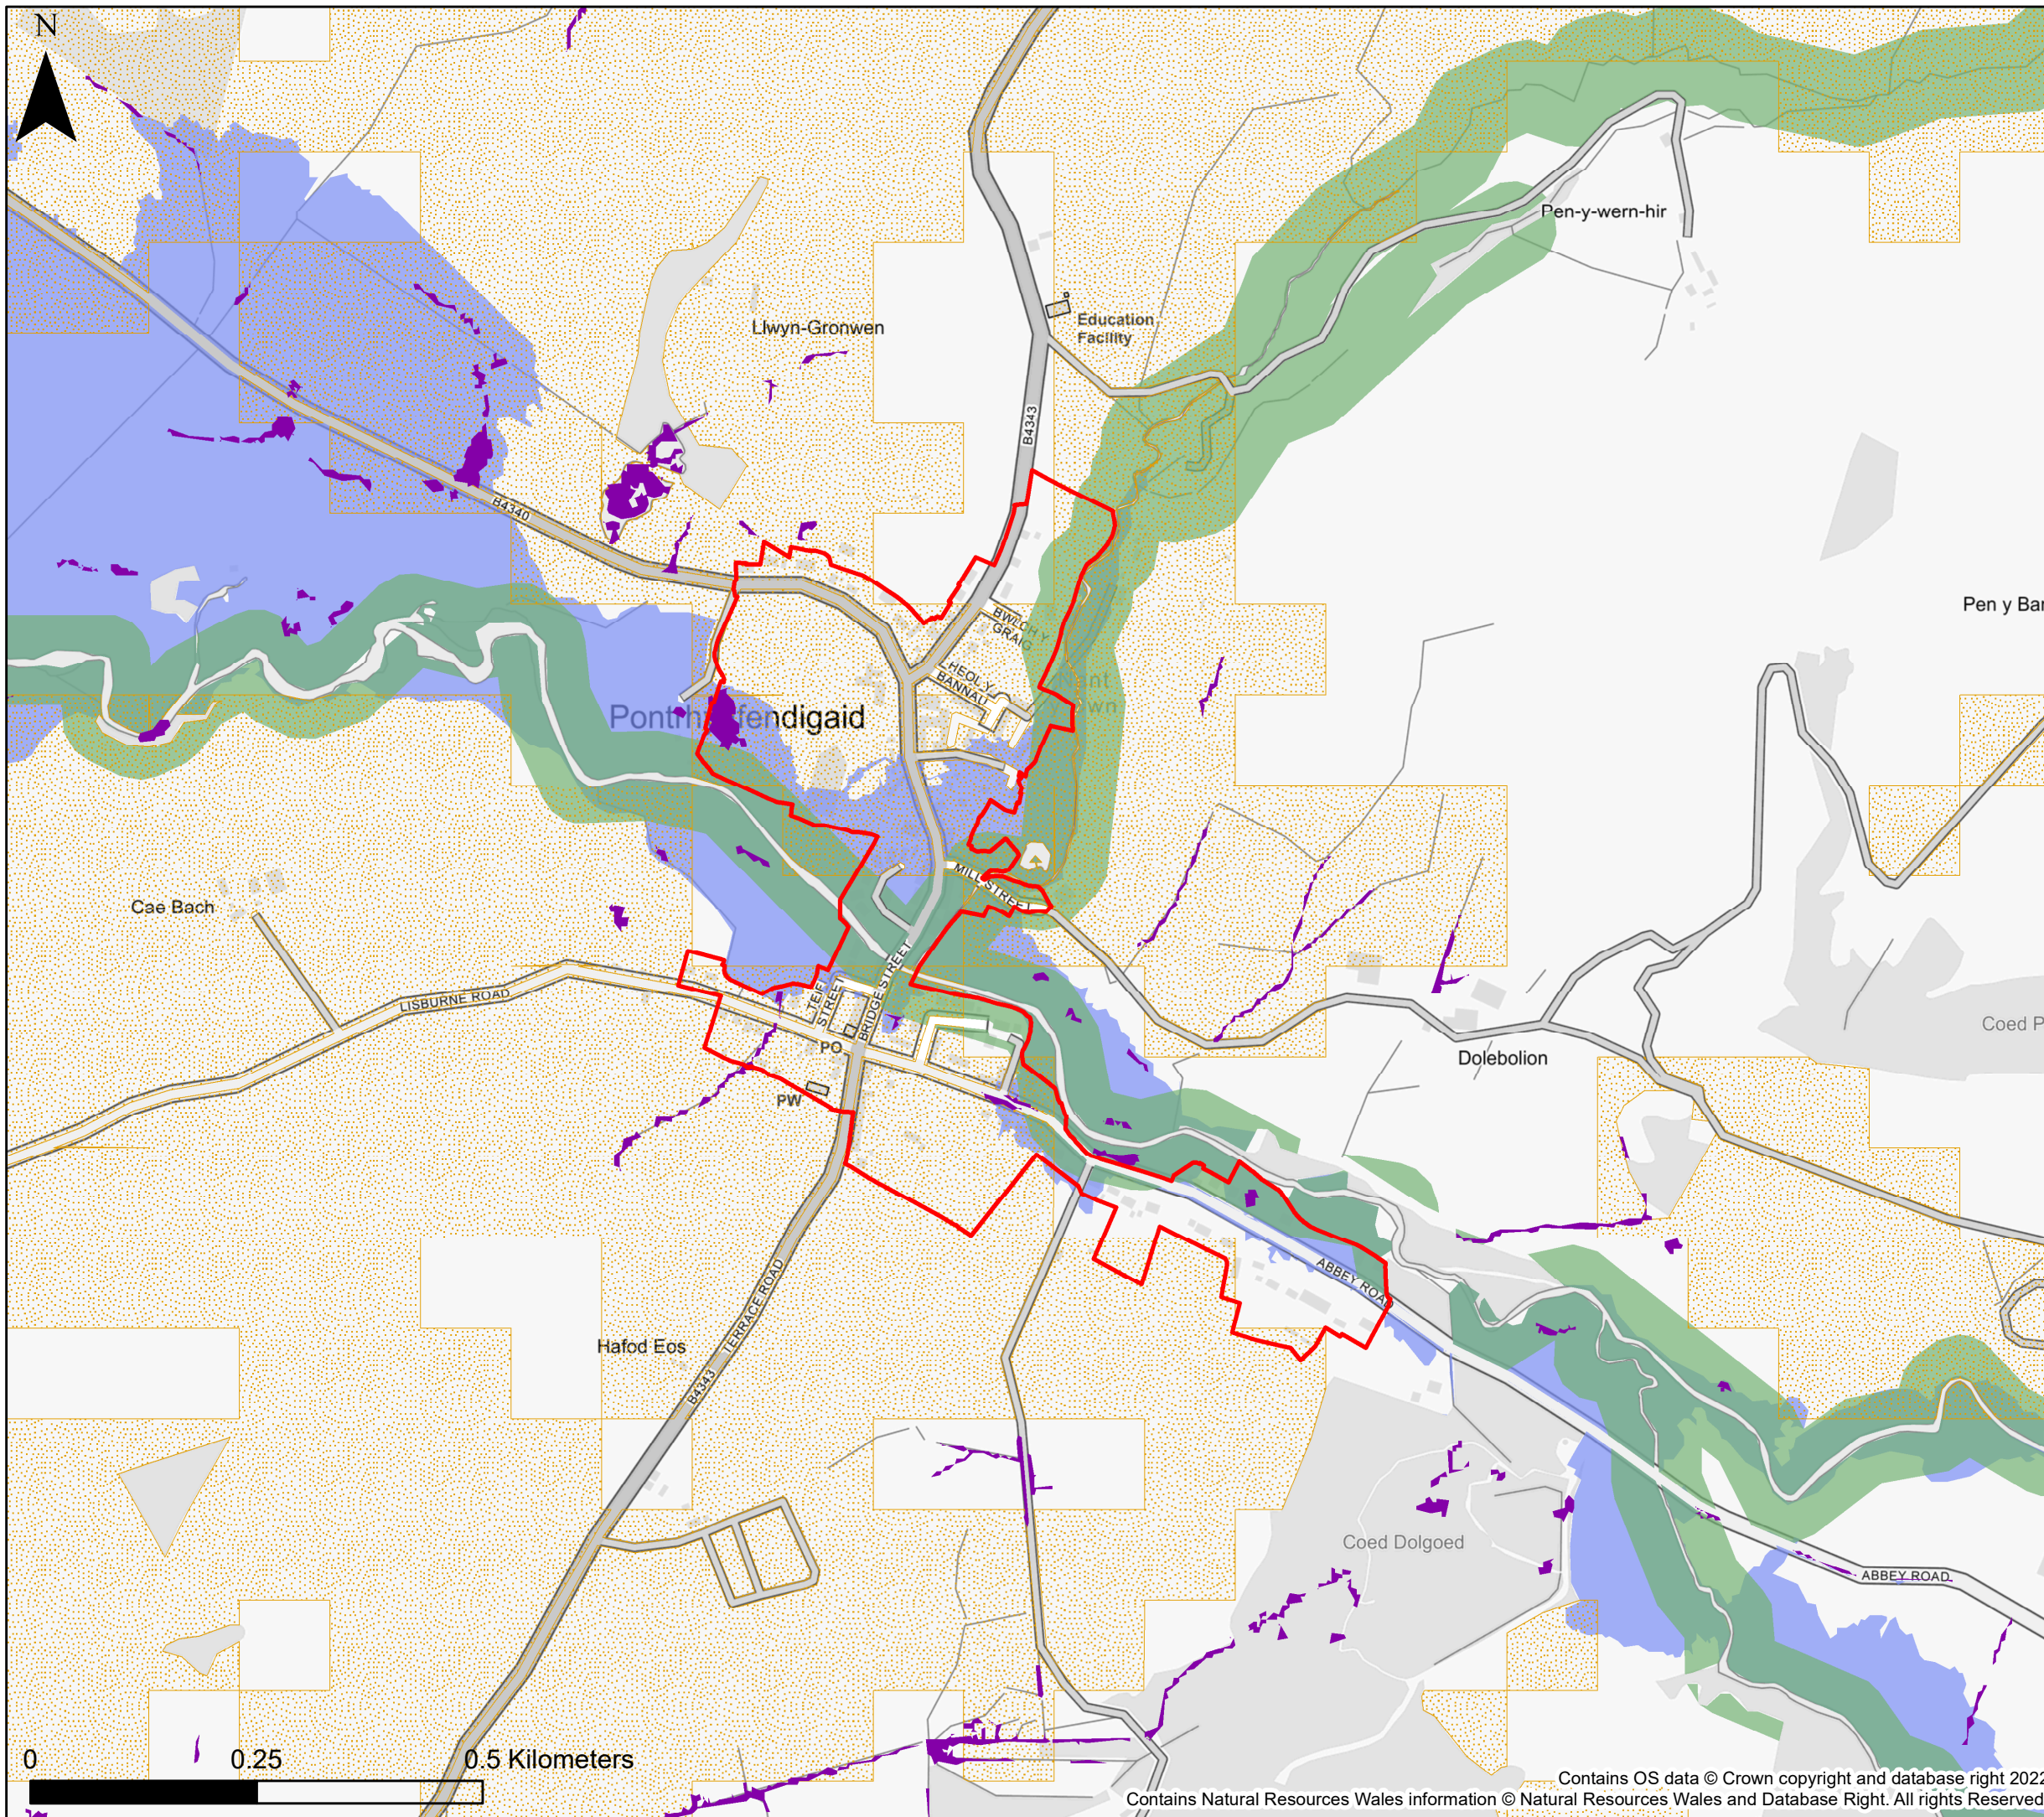 N
Pen-y-wern-hir
Education
Facility
Llwyn-Gronwen
B4343
B4340
Pen y Bar
BWLCH Y
GRAIG
HEOL Y
BANNAU
Pontrhydfendigaid
MILL STREET
Cae Bach
LISBURNE ROAD
TEIFI
STREET
BRIDGE STREET
PO
PW
Coed P
Dolebolion
ABBEY ROAD
TERRACE ROAD
B4343
Hafod Eos
Coed Dolgoed
ABBEY ROAD
0 0.25 0.5 Kilometers
Contains OS data © Crown copyright and database right 2022
Contains Natural Resources Wales information © Natural Resources Wales and Database Right. All rights Reserved